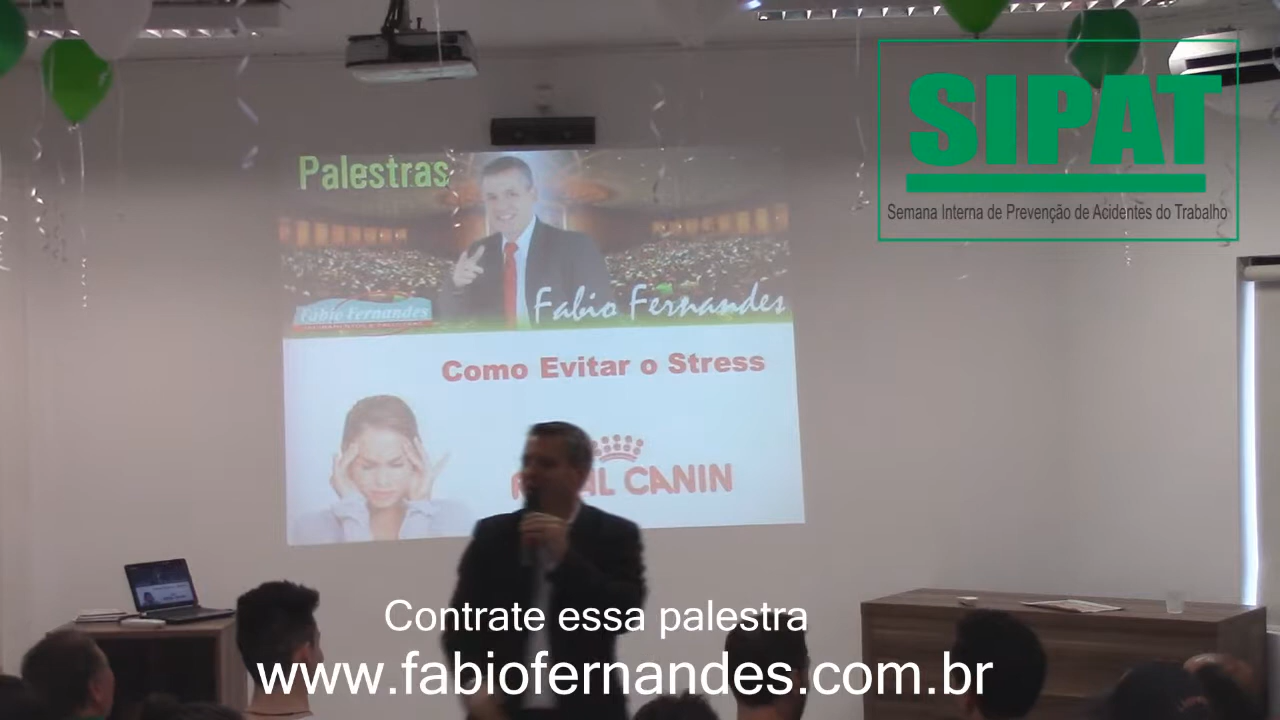 SIPAT
Semana Interna de Prevenção de Acidentes do Trabalho
Palestras
Fabio Fernandes
Fabio Fernandes
Como Evitar o Stress
CANIN
Contrate essa palestra
www.fabiofernandes.com.br